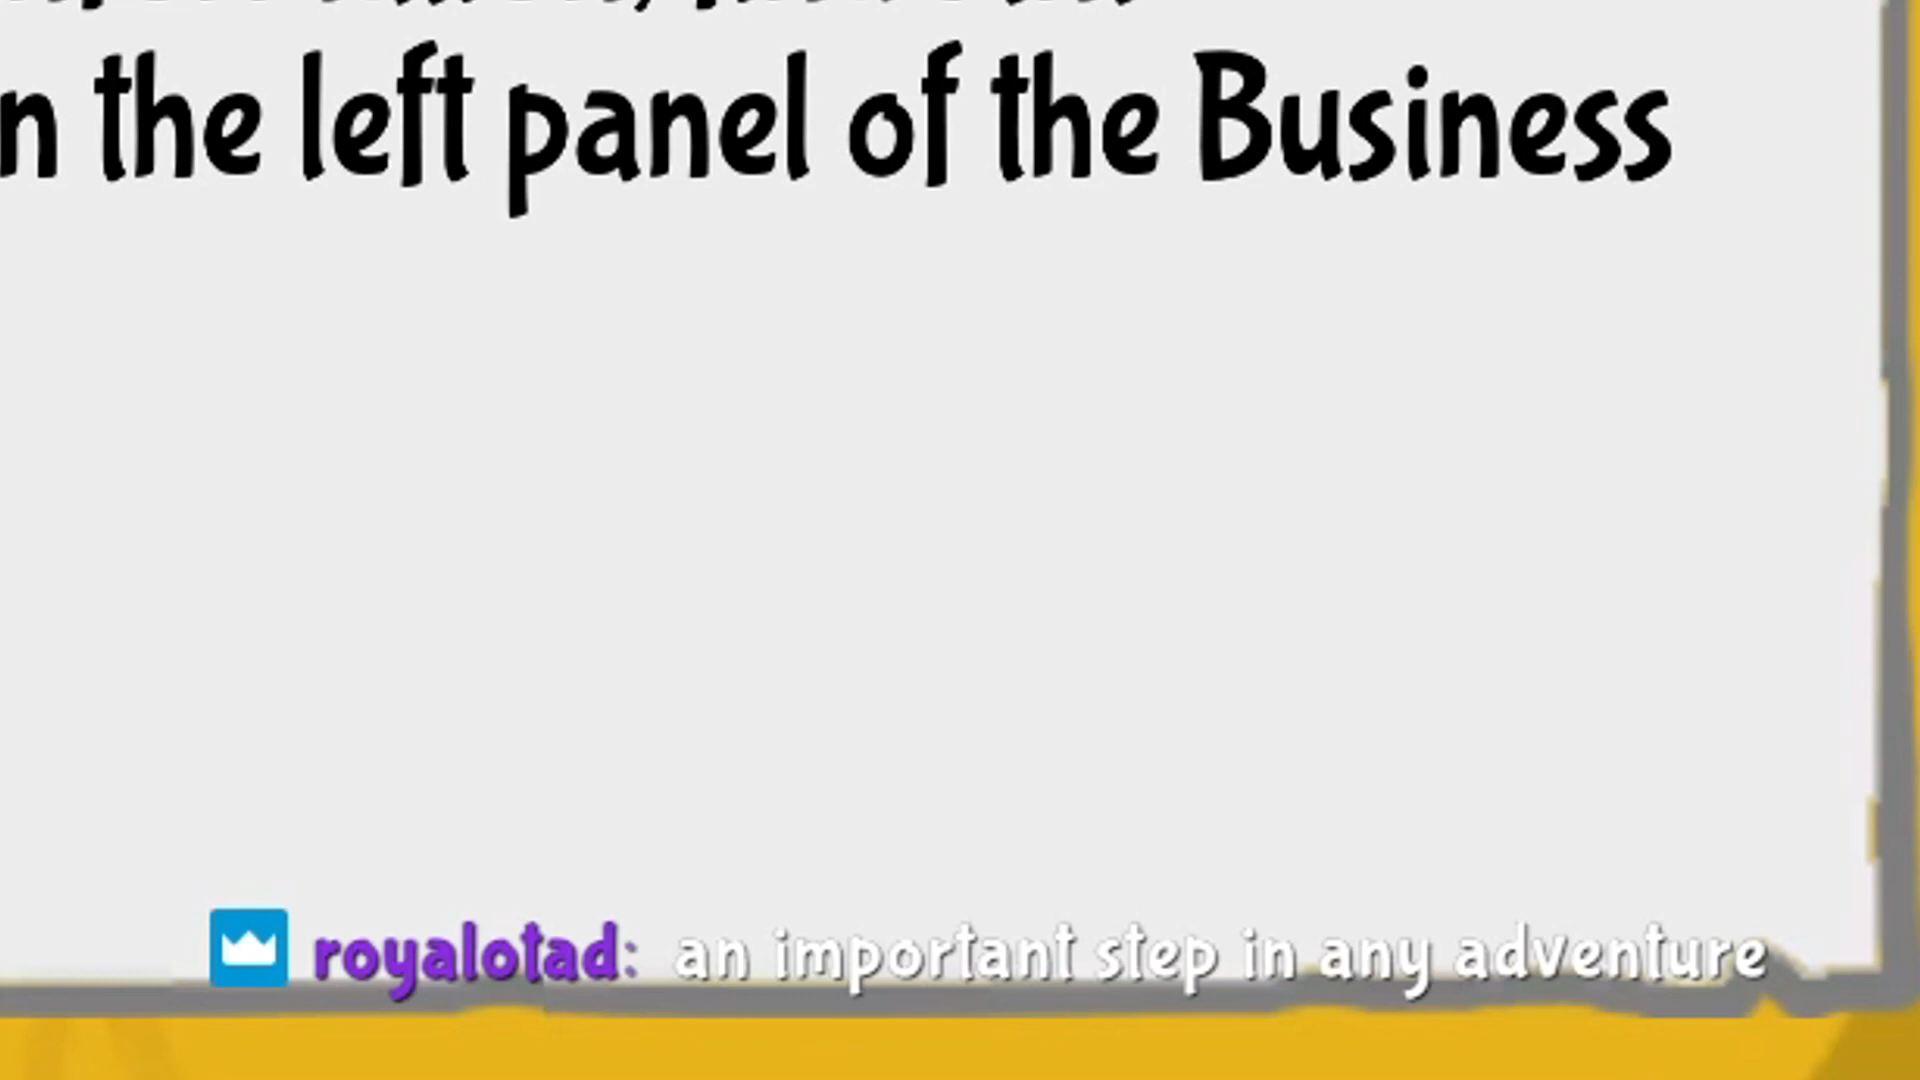 n the left panel of the Business
royalotad: an important step in any adventure